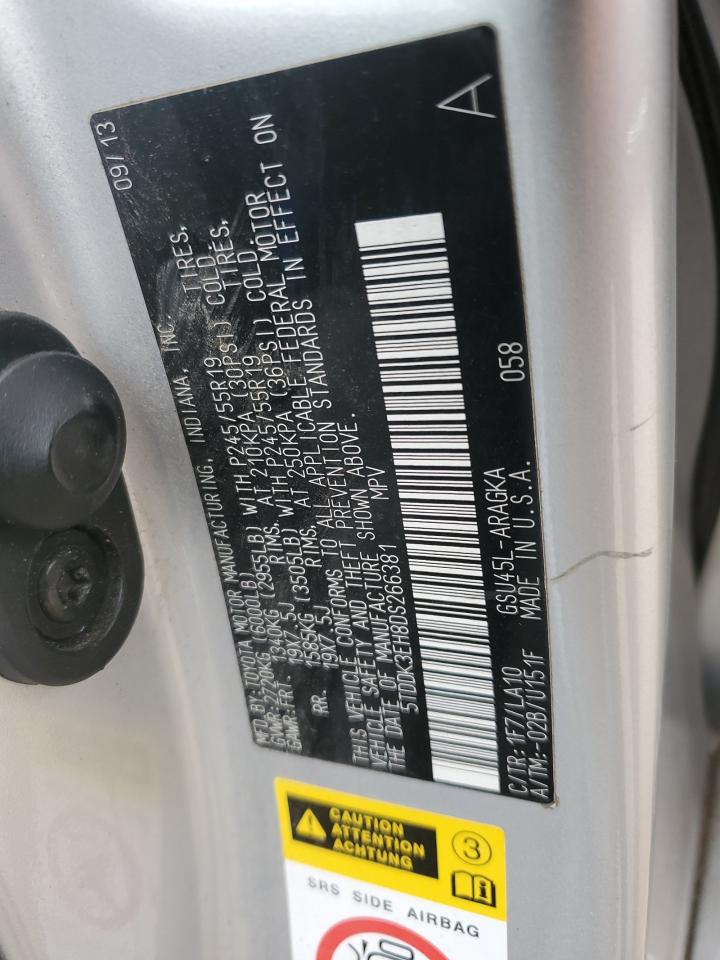 MFD. BY: TOYOTA MOTOR MANUFACTURING, INDIANA, INC. 09/13
GVWR 2720KG (6000LB)
GAWR: FRT. 1340KG (2955LB) WITH P245/55R19 TIRES,
19X7.5J RIMS, AT 210KPA (30PSI) COLD.
RR. 1585KG (3505LB) WITH P245/55R19 TIRES,
19X7.5J RIMS, AT 250KPA (36PSI) COLD.
THIS VEHICLE CONFORMS TO ALL APPLICABLE FEDERAL MOTOR
VEHICLE SAFETY AND THEFT PREVENTION STANDARDS IN EFFECT ON
THE DATE OF MANUFACTURE SHOWN ABOVE.
5TDDK3EH8DS266381 MPV
C/TR: 1F7/LA10 GSU45L-ARAGKA 058
A/TM:-02B/U151F MADE IN U.S.A. A
CAUTION
ATTENTION
ACHTUNG
3
SRS SIDE AIRBAG